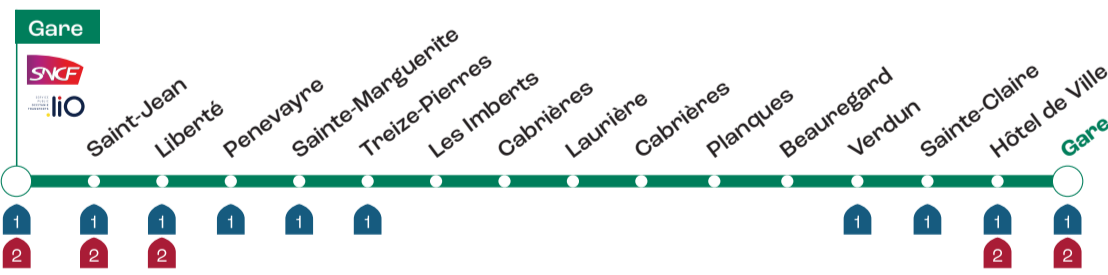 Gare
SNCF
liO
Saint-Jean
Liberté
Penevayre
Sainte-Marguerite
Treize-Pierres
Les Imberts
Cabrières
Laurière
Cabrières
Planques
Beauregard
Verdun
Sainte-Claire
Hôtel de Ville
Gare
1 1 1 1 1 1 1 1 1 1
2 2 2 2 2